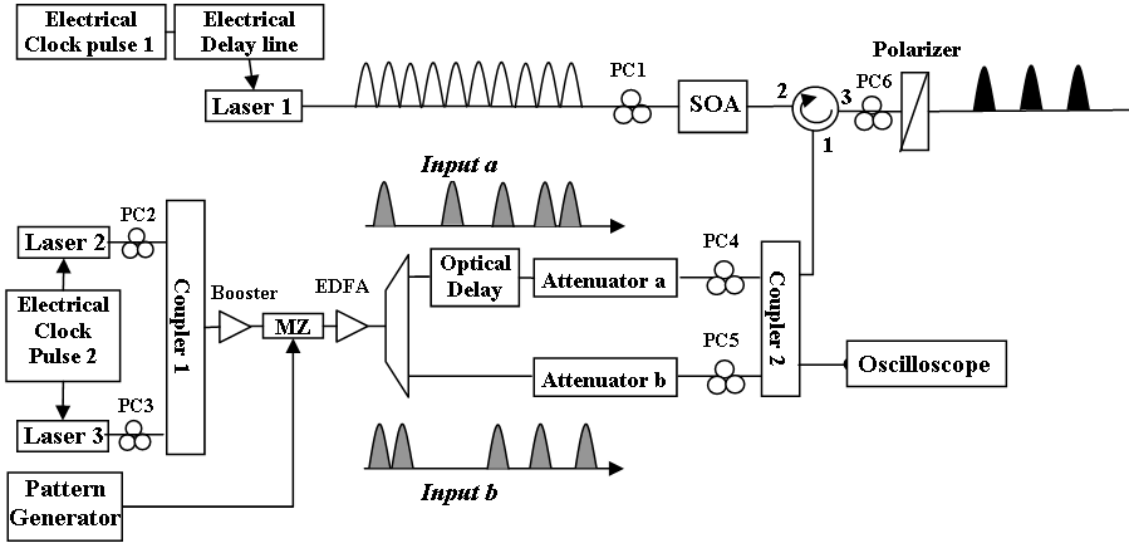 Electrical
Clock pulse 1
Electrical
Delay line
Laser 1
PC1
SOA
2
3
1
PC6
Polarizer
Input a
PC2
Laser 2
Electrical
Clock
Pulse 2
PC3
Laser 3
Coupler 1
Booster
MZ
EDFA
Optical
Delay
Attenuator a
PC4
Attenuator b
PC5
Coupler 2
Oscilloscope
Input b
Pattern
Generator